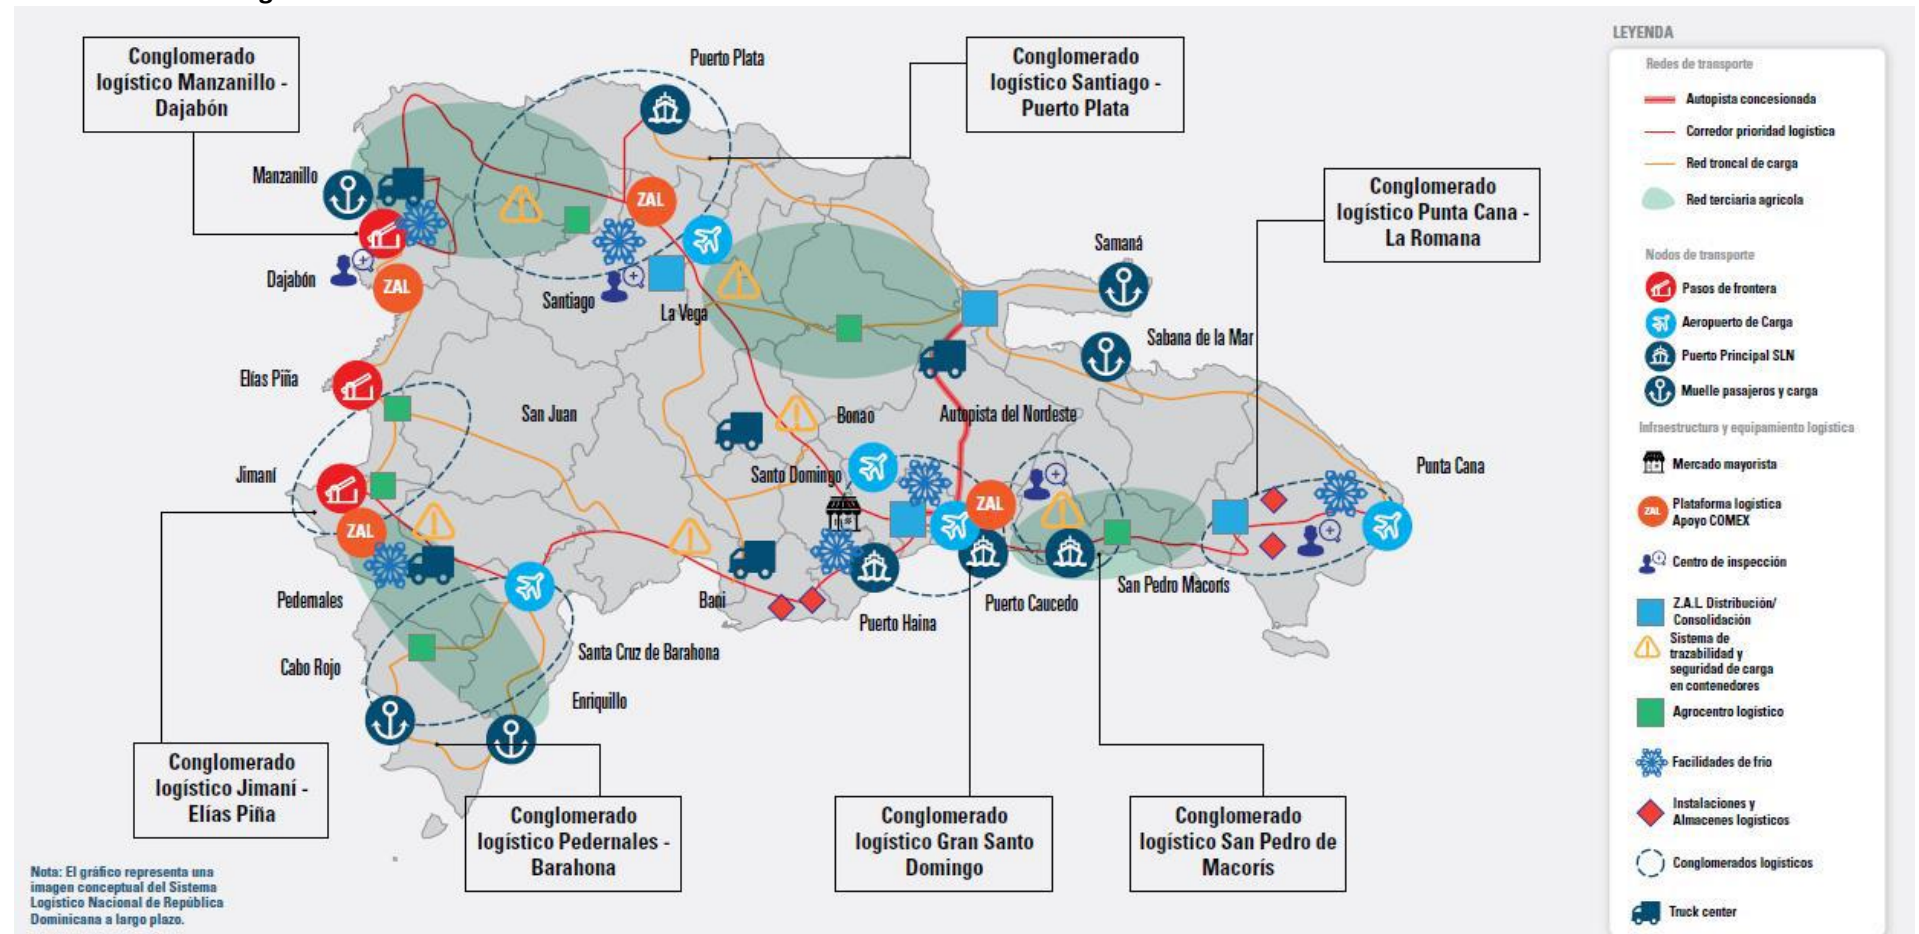 Conglomerado
logístico Manzanillo -
Dajabón
Puerto Plata
Conglomerado
logístico Santiago -
Puerto Plata
Manzanillo
Dajabón
ZAL
ZAL
Santiago
La Vega
Samaná
Sabana de la Mar
Conglomerado
logístico Punta Cana -
La Romana
Elías Piña
San Juan
Bonao
Autopista del Nordeste
Jimaní
ZAL
Santo Domingo
ZAL
Punta Cana
Pedernales
Bani
Puerto Haina
Puerto Caucedo
San Pedro Macorís
Cabo Rojo
Santa Cruz de Barahona
Enriquillo
Conglomerado
logístico Jimaní -
Elías Piña
Conglomerado
logístico Pedernales -
Barahona
Conglomerado
logístico Gran Santo
Domingo
Conglomerado
logístico San Pedro de
Macorís
Nota: El gráfico representa una
imagen conceptual del Sistema
Logístico Nacional de República
Dominicana a largo plazo.
LEYENDA
Redes de transporte
Autopista concesionada
Corredor prioridad logística
Red troncal de carga
Red terciaria agrícola
Nodos de transporte
Pasos de frontera
Aeropuerto de Carga
Puerto Principal SLN
Muelle pasajeros y carga
Infraestructura y equipamiento logística
Mercado mayorista
ZAL
Plataforma logística
Apoyo COMEX
Centro de inspección
Z.A.L. Distribución/
Consolidación
Sistema de
trazabilidad y
seguridad de carga
en contenedores
Agrocentro logístico
Facilidades de frio
Instalaciones y
Almacenes logísticos
Conglomerados logísticos
Truck center